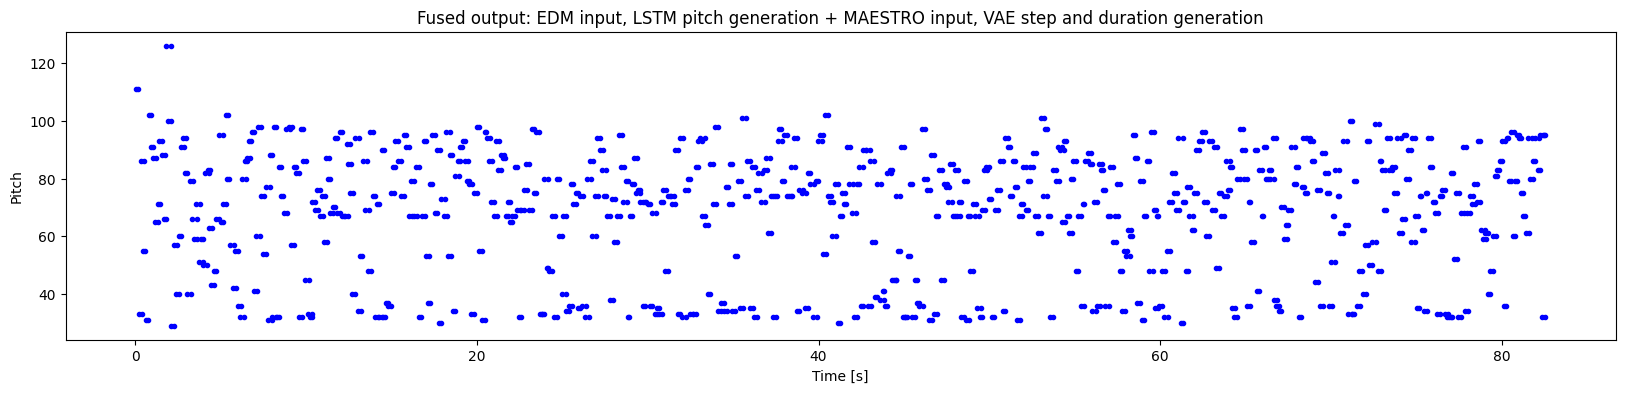 Fused output: EDM input, LSTM pitch generation + MAESTRO input, VAE step and duration generation
120
100
80
60
40
Pitch
0 20 40 60 80
Time [s]